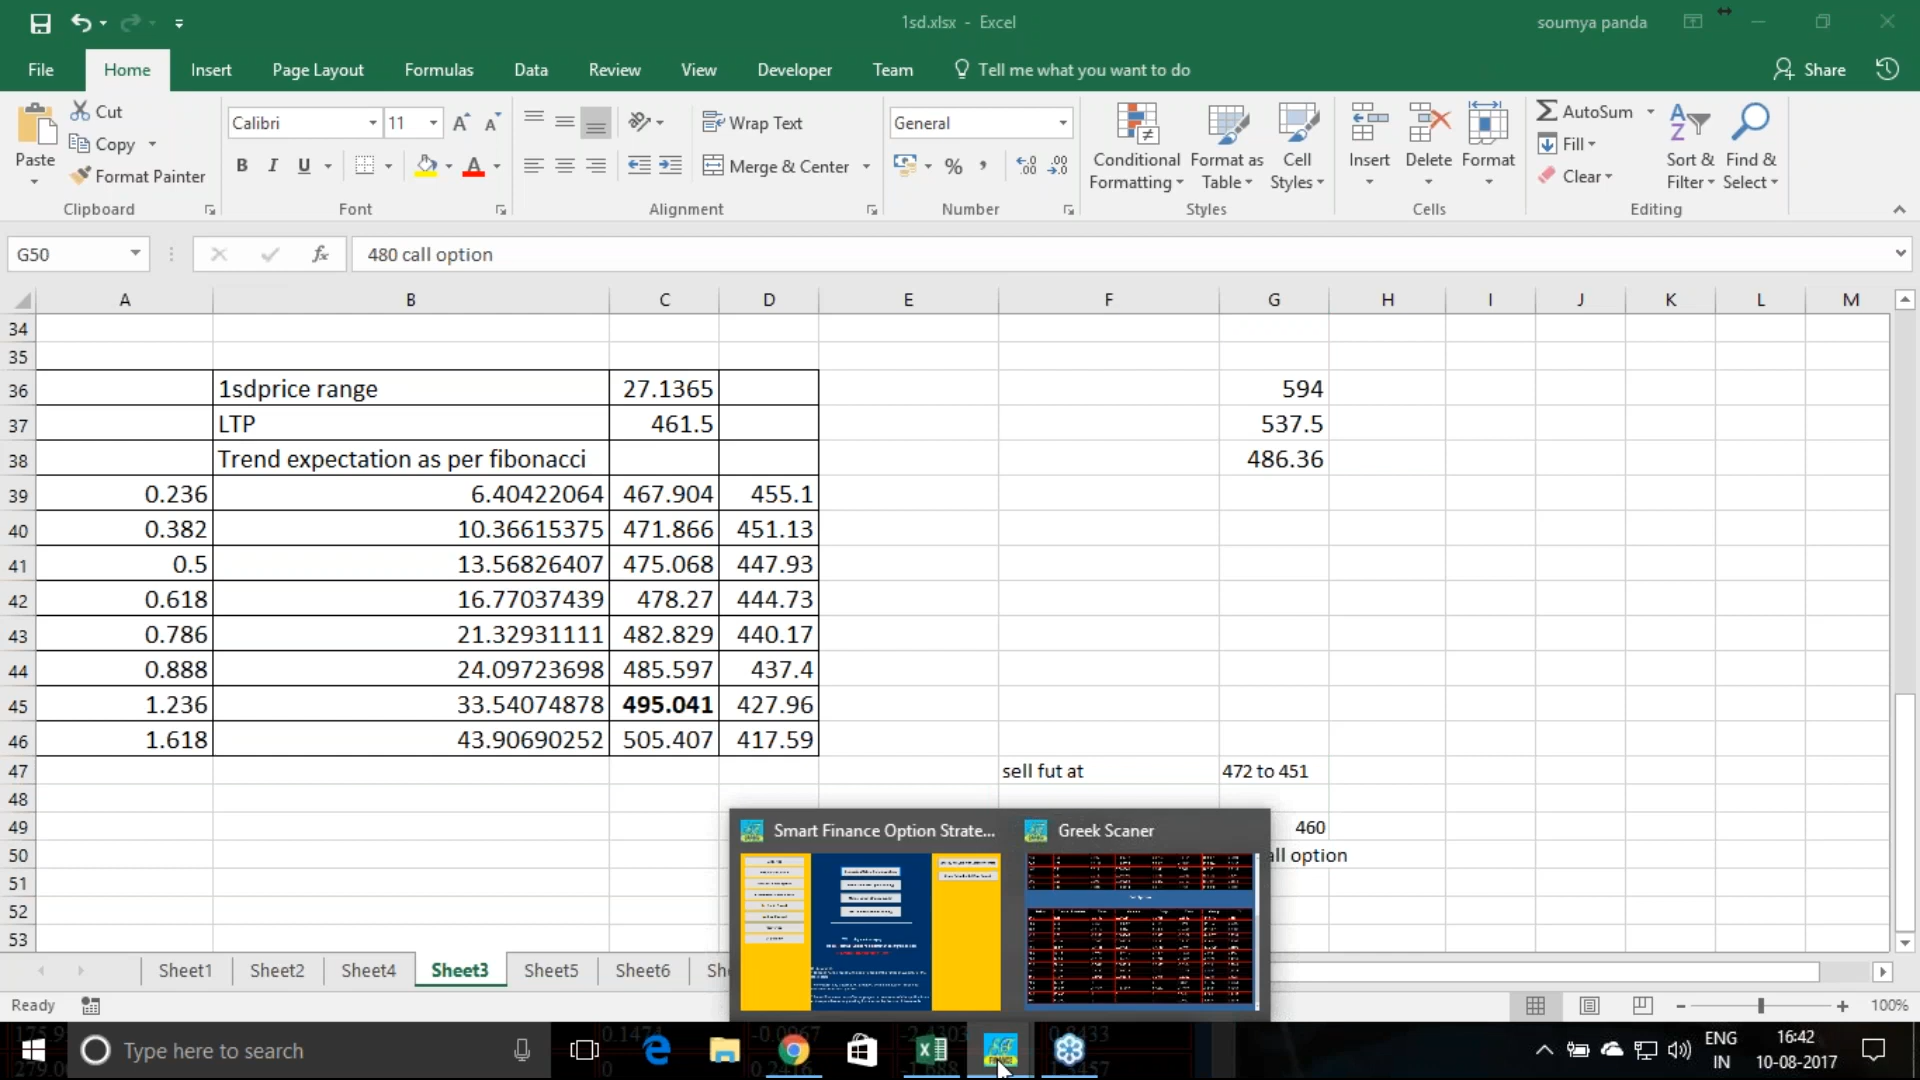 1sd.xlsx - Excel
soumya panda
File Home Insert Page Layout Formulas Data Review View Developer Team Tell me what you want to do Share
Paste
Cut
Copy
Format Painter
Clipboard
Calibri 11
B I U
Font
Wrap Text
Merge & Center
Alignment
General
%
Number
Conditional Formatting
Format as Table
Cell Styles
Styles
Insert Delete Format
Cells
AutoSum
Fill
Clear
Sort & Filter
Find & Select
Editing
G50 fx 480 call option
A B C D E F G H I J K L M
34
35
36 1sdprice range 27.1365 594
37 LTP 461.5 537.5
38 Trend expectation as per fibonacci 486.36
39 0.236 6.40422064 467.904 455.1
40 0.382 10.36615375 471.866 451.13
41 0.5 13.56826407 475.068 447.93
42 0.618 16.77037439 478.27 444.73
43 0.786 21.32931111 482.829 440.17
44 0.888 24.09723698 485.597 437.4
45 1.236 33.54074878 495.041 427.96
46 1.618 43.90690252 505.407 417.59
47 sell fut at 472 to 451
48
49 460
50 all option
51
52
53
Smart Finance Option Strate... Greek Scaner
Sheet1 Sheet2 Sheet4 Sheet3 Sheet5 Sheet6 Sh
Ready 100%
Type here to search
ENG
IN
16:42
10-08-2017